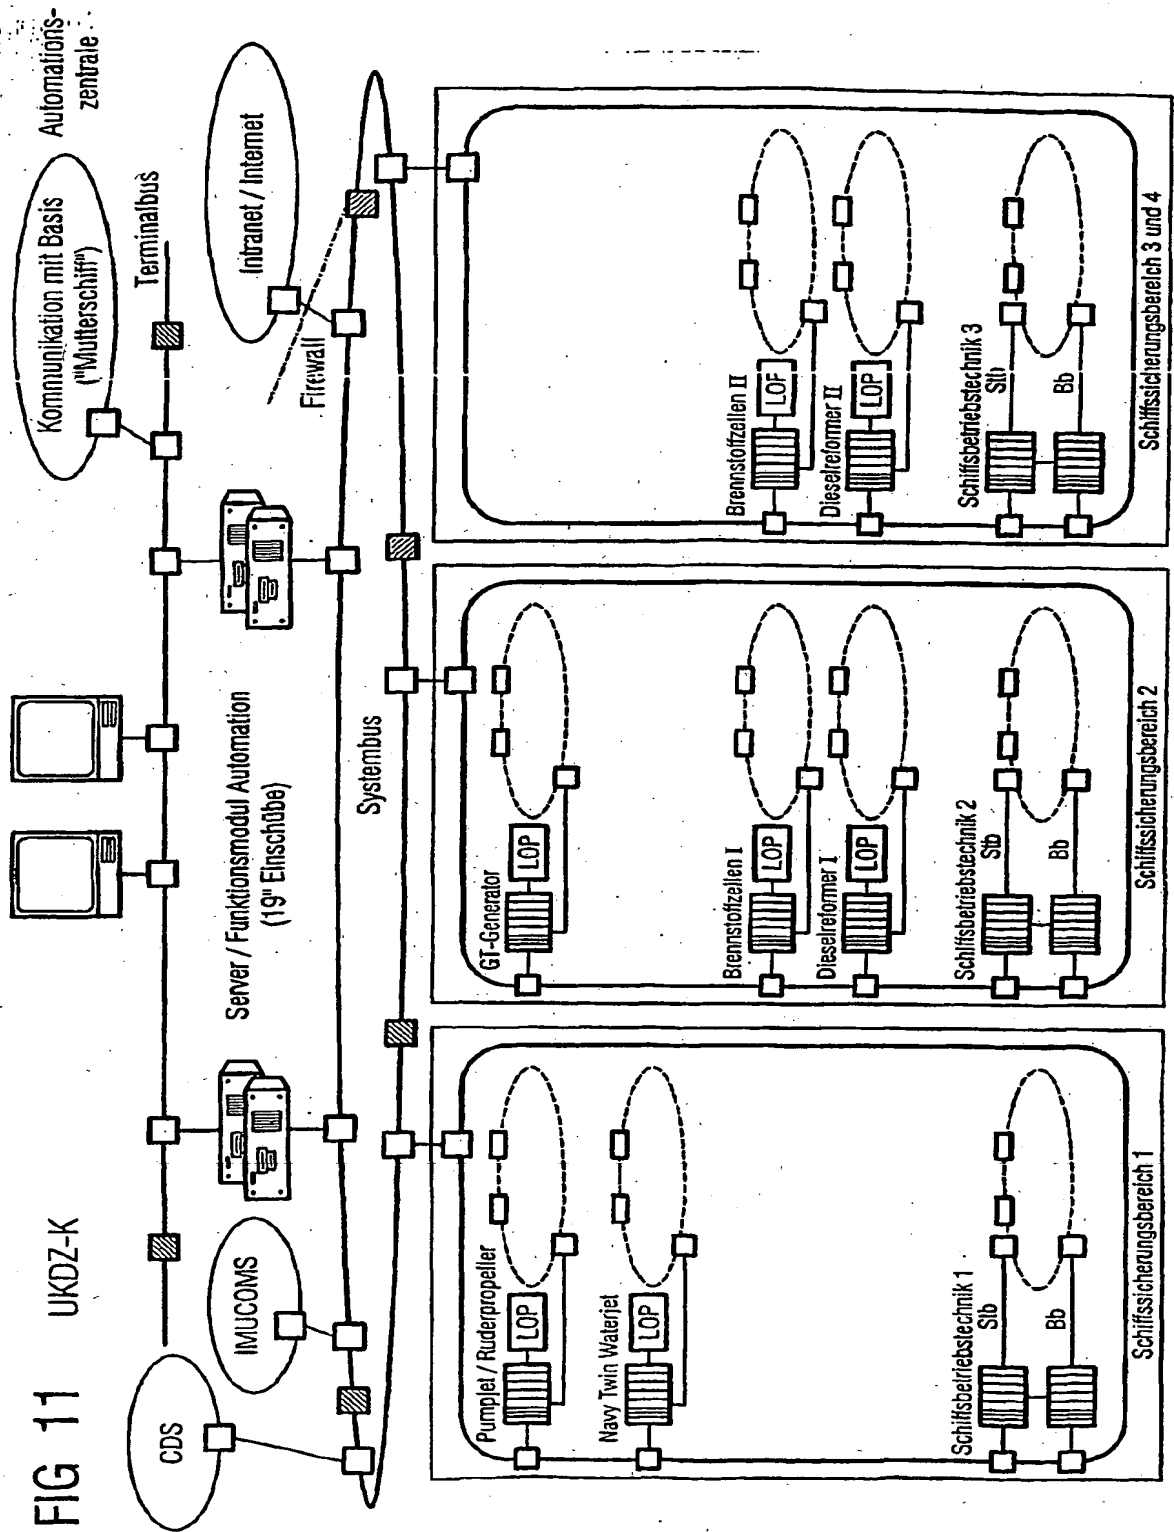 FIG 11
UKDZ-K
Automations-
zentrale
Kommunikation mit Basis
("Mutterschiff")
Terminalbus
CDS
IMUCOMS
Server / Funktionsmodul Automation
(19" Einschübe)
Intranet / Internet
Firewall
Systembus
Pumplet / Ruderpropeller
LOP
Navy Twin Waterjet
LOP
Schiffsbetriebstechnik 1
Stb
Bb
Schiffssicherungsbereich 1
GT-Generator
LOP
Brennstoffzellen I
LOP
Dieselreformer I
LOP
Schiffsbetriebstechnik 2
Stb
Bb
Schiffssicherungsbereich 2
Brennstoffzellen II
LOP
Dieselreformer II
LOP
Schiffsbetriebstechnik 3
Stb
Bb
Schiffssicherungsbereich 3 und 4